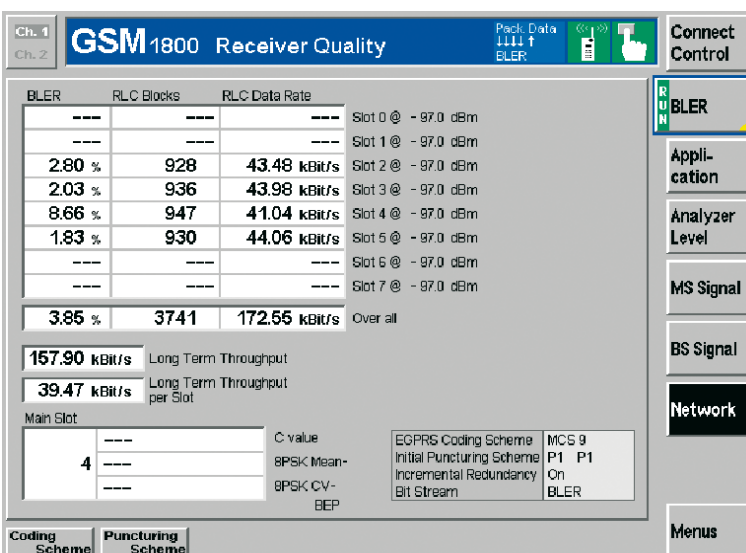 Ch. 1
Ch. 2
GSM 1800 Receiver Quality
Pack. Data
↓↓↓↓ ↑
BLER
Connect
Control
BLER RLC Blocks RLC Data Rate
--- --- --- Slot 0 @ - 97.0 dBm
--- --- --- Slot 1 @ - 97.0 dBm
2.80 % 928 43.48 kBit/s Slot 2 @ - 97.0 dBm
2.03 % 936 43.98 kBit/s Slot 3 @ - 97.0 dBm
8.66 % 947 41.04 kBit/s Slot 4 @ - 97.0 dBm
1.83 % 930 44.06 kBit/s Slot 5 @ - 97.0 dBm
--- --- --- Slot 6 @ - 97.0 dBm
--- --- --- Slot 7 @ - 97.0 dBm
3.85 % 3741 172.55 kBit/s Over all
157.90 kBit/s Long Term Throughput
39.47 kBit/s Long Term Throughput
per Slot
Main Slot
4
--- C value
--- 8PSK Mean-
--- 8PSK CV-
BEP
EGPRS Coding Scheme MCS 9
Initial Puncturing Scheme P1 P1
Incremental Redundancy On
Bit Stream BLER
RUN
BLER
Appli-
cation
Analyzer
Level
MS Signal
BS Signal
Network
Menus
Coding
Scheme
Puncturing
Scheme